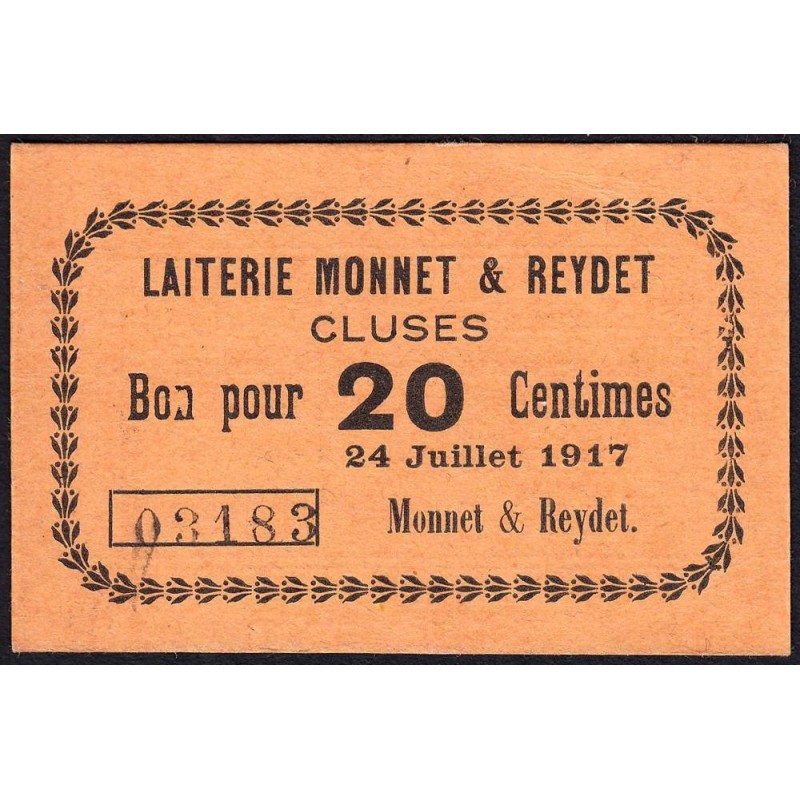 LAITERIE MONNET & REYDET
CLUSES
Bon pour 20 Centimes
24 Juillet 1917
03183
Monnet & Reydet.